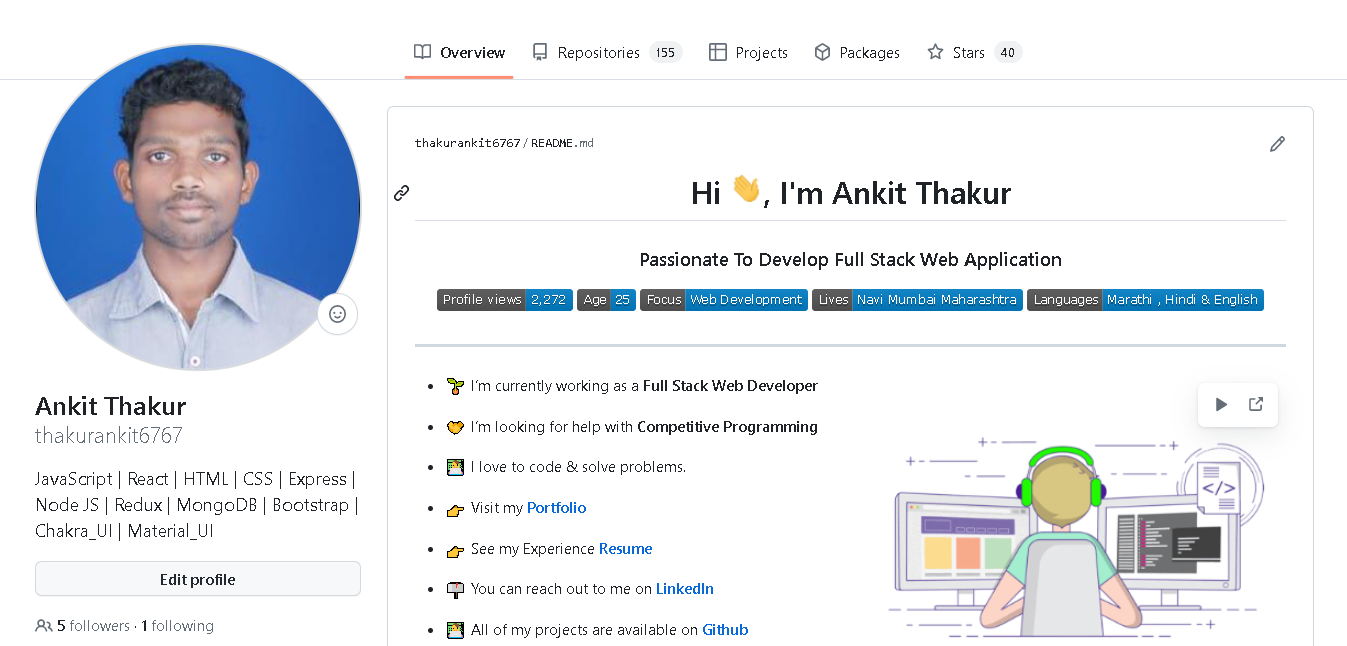 Overview Repositories 155 Projects Packages Stars 40
thakurankit6767/README.md
Hi 👋, I'm Ankit Thakur
Passionate To Develop Full Stack Web Application
Profile views 2,272 Age 25 Focus Web Development Lives Navi Mumbai Maharashtra Languages Marathi , Hindi & English
Ankit Thakur
thakurankit6767
JavaScript | React | HTML | CSS | Express |
Node JS | Redux | MongoDB | Bootstrap |
Chakra_UI | Material_UI
Edit profile
5 followers · 1 following
I'm currently working as a Full Stack Web Developer
I'm looking for help with Competitive Programming
I love to code & solve problems.
Visit my Portfolio
See my Experience Resume
You can reach out to me on LinkedIn
All of my projects are available on Github